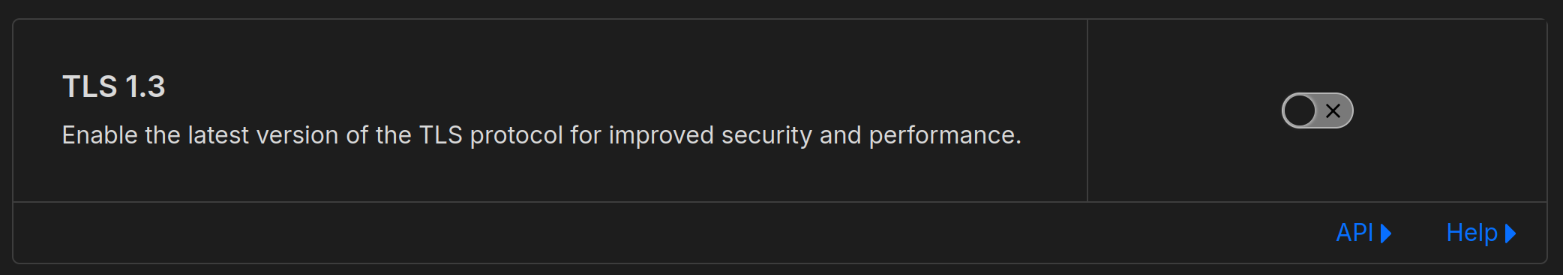 TLS 1.3
Enable the latest version of the TLS protocol for improved security and performance.
API
Help